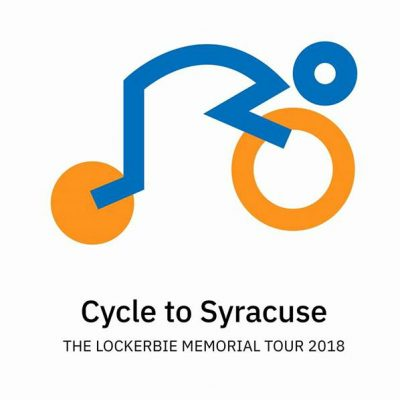 Cycle to Syracuse
THE LOCKERBIE MEMORIAL TOUR 2018